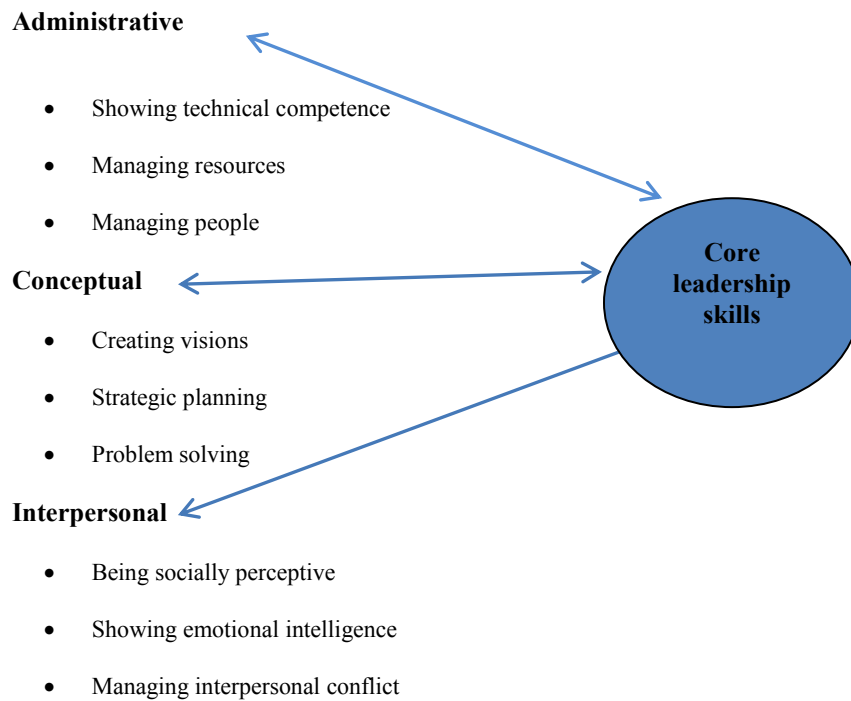 Administrative
• Showing technical competence
• Managing resources
• Managing people
Conceptual
• Creating visions
• Strategic planning
• Problem solving
Interpersonal
• Being socially perceptive
• Showing emotional intelligence
• Managing interpersonal conflict
Core
leadership
skills